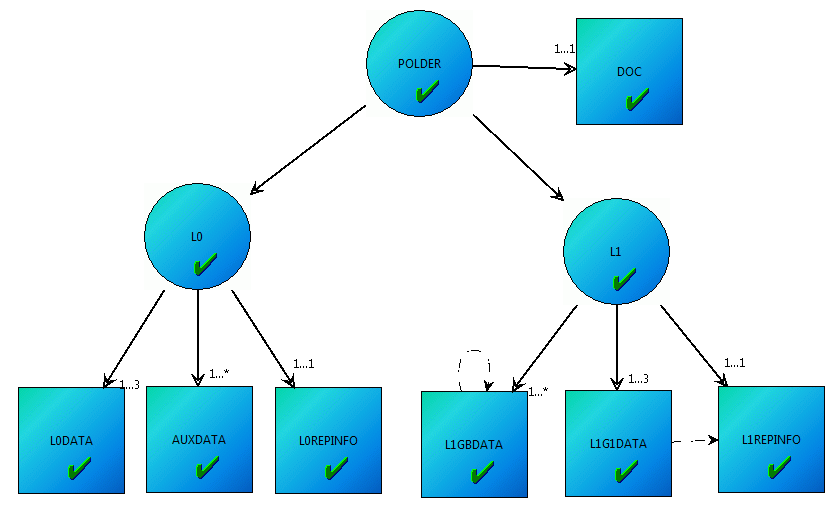 POLDER
1...1
DOC
L0
L1
1...3
1...*
1...1
1...*
1...3
1...1
L0DATA
AUXDATA
L0REPINFO
L1GBDATA
L1G1DATA
L1REPINFO